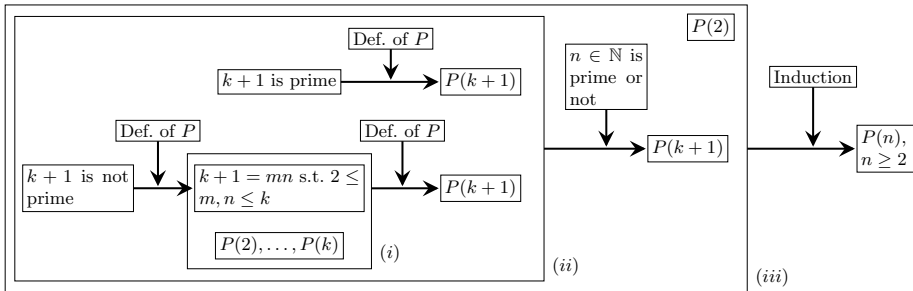 P(2)
Def. of P
k + 1 is prime
P(k + 1)
n ∈ ℕ is
prime or
not
Induction
Def. of P
Def. of P
P(k + 1)
P(n),
n ≥ 2
k + 1 is not
prime
k + 1 = mn s.t. 2 ≤
m, n ≤ k
P(k + 1)
P(2), . . . , P(k)
(i)
(ii)
(iii)